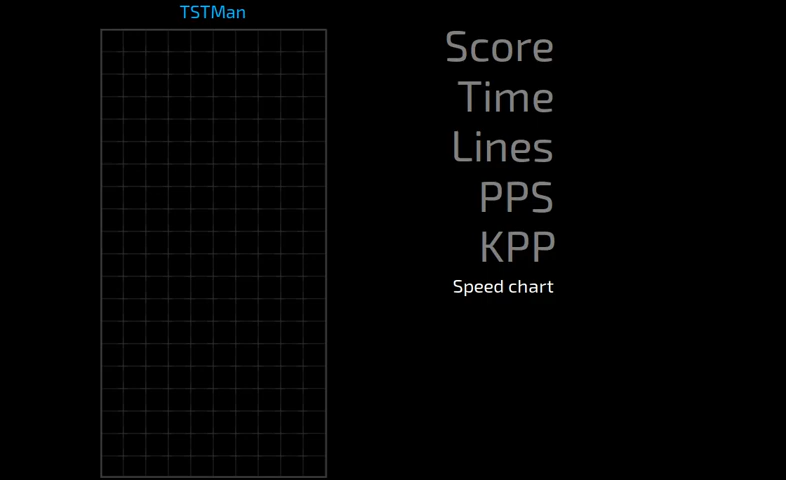 TSTMan
Score
Time
Lines
PPS
KPP
Speed chart